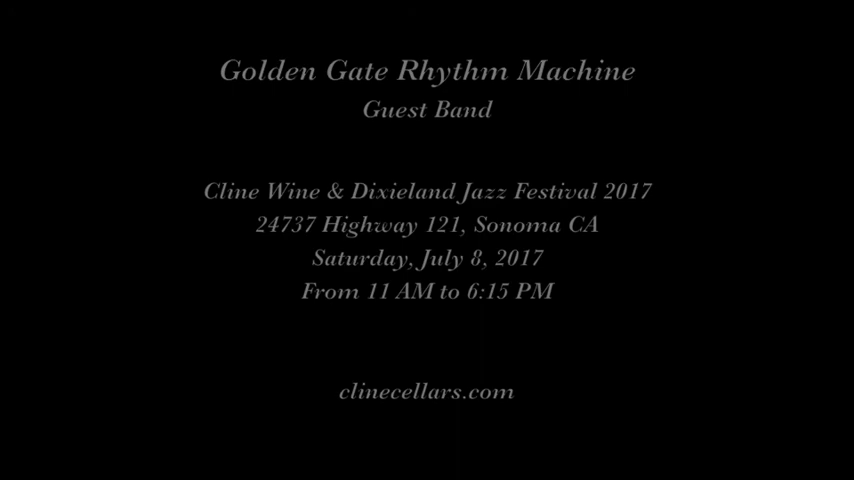 Golden Gate Rhythm Machine
Guest Band
Cline Wine & Dixieland Jazz Festival 2017
24737 Highway 121, Sonoma CA
Saturday, July 8, 2017
From 11 AM to 6:15 PM
clinecellars.com